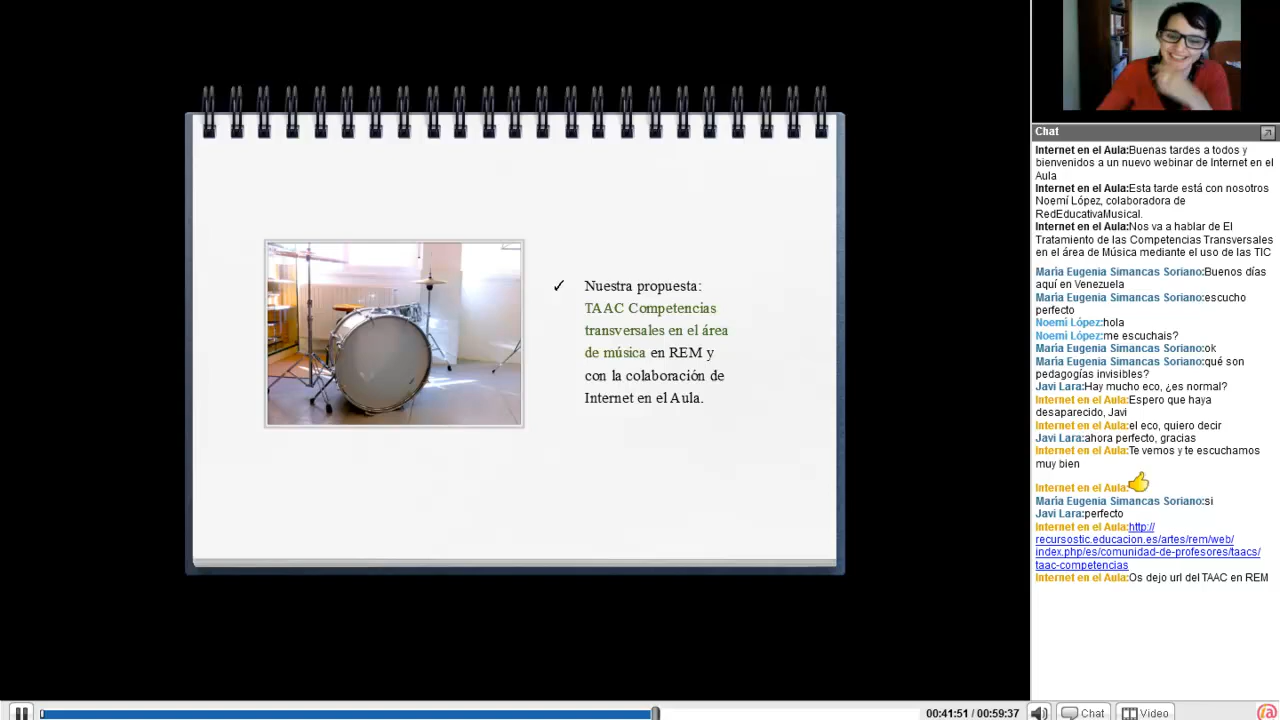 Nuestra propuesta:
TAAC Competencias
transversales en el área
de música en REM y
con la colaboración de
Internet en el Aula.
Chat
Internet en el Aula:Buenas tardes a todos y
bienvenidos a un nuevo webinar de Internet en el
Aula
Internet en el Aula:Esta tarde está con nosotros
Noemí López, colaboradora de
RedEducativaMusical.
Internet en el Aula:Nos va a hablar de El
Tratamiento de las Competencias Transversales
en el área de Música mediante el uso de las TIC
María Eugenia Simancas Soriano:Buenos días
aquí en Venezuela
María Eugenia Simancas Soriano:escucho
perfecto
Noemí López:hola
Noemí López:me escuchais?
María Eugenia Simancas Soriano:ok
María Eugenia Simancas Soriano:qué son
pedagogías invisibles?
Javi Lara:Hay mucho eco, ¿es normal?
Internet en el Aula:Espero que haya
desaparecido, Javi
Internet en el Aula:el eco, quiero decir
Javi Lara:ahora perfecto, gracias
Internet en el Aula:Te vemos y te escuchamos
muy bien
Internet en el Aula:
María Eugenia Simancas Soriano:si
Javi Lara:perfecto
Internet en el Aula:http://
recursostic.educacion.es/artes/rem/web/
index.php/es/comunidad-de-profesores/taacs/
taac-competencias
Internet en el Aula:Os dejo url del TAAC en REM
00:41:51 / 00:59:37
Chat
Video